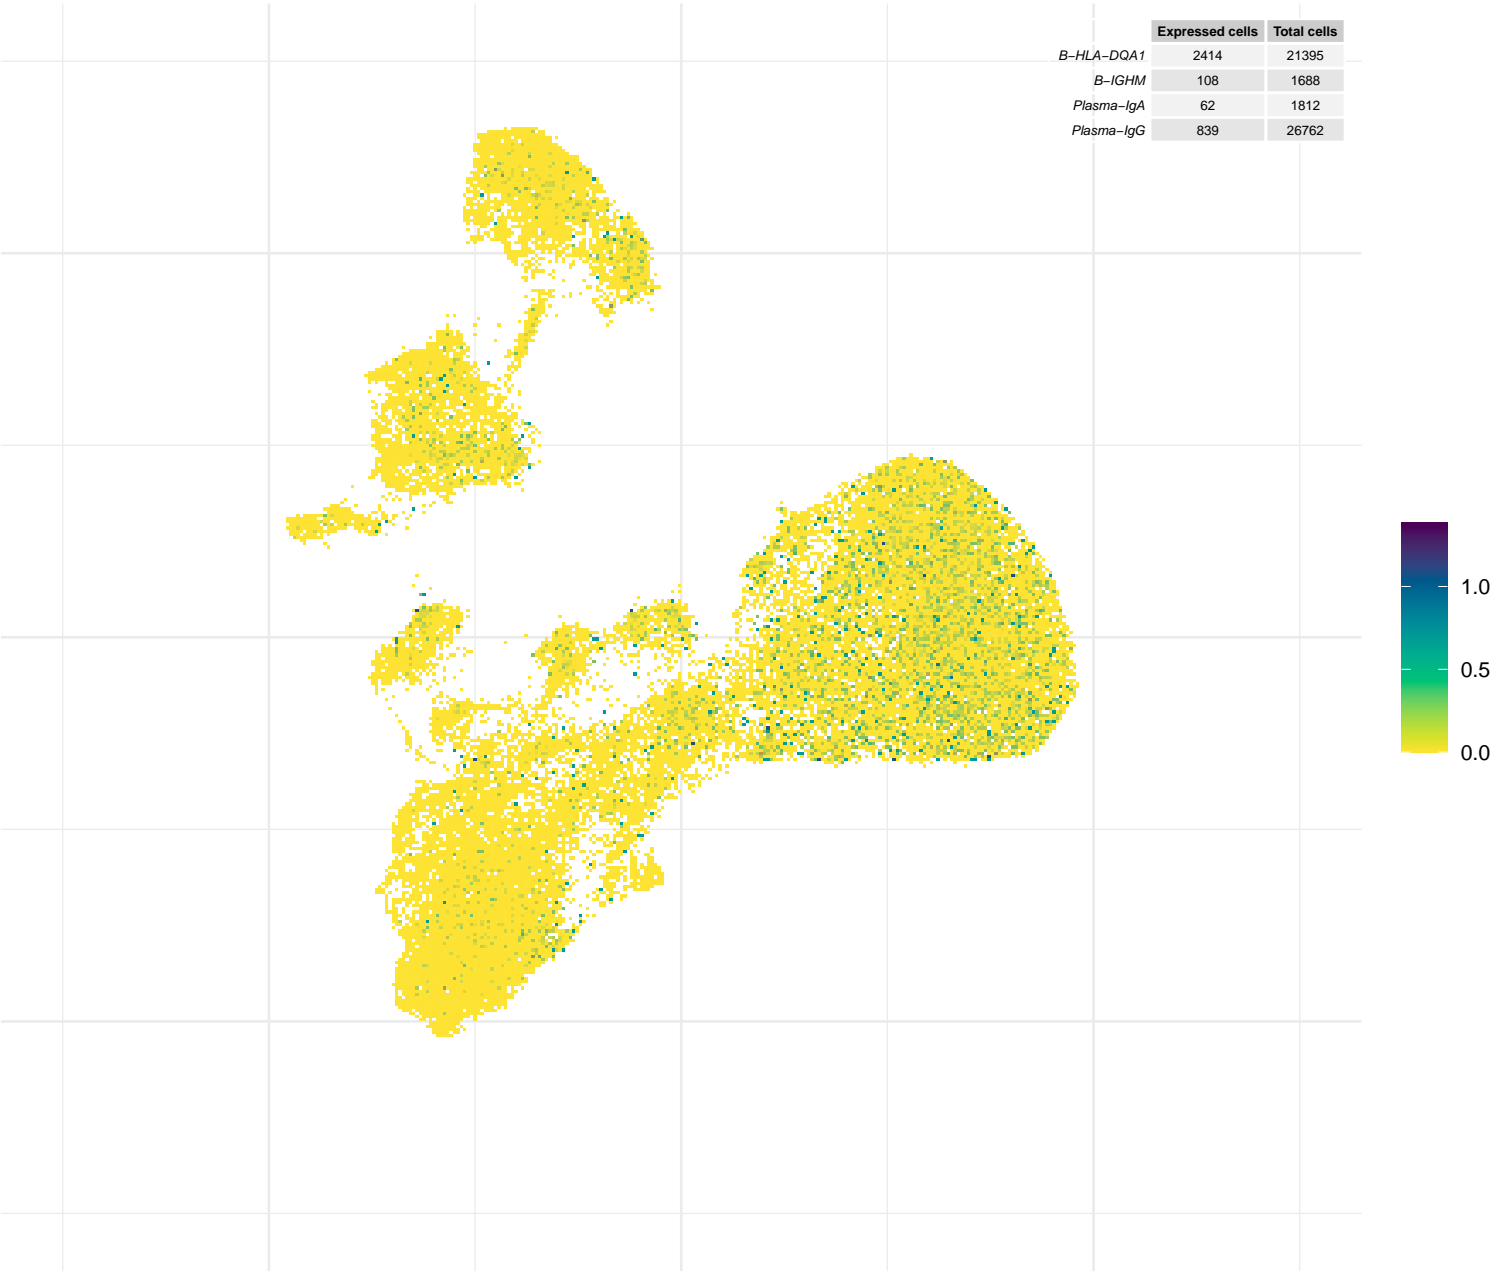 Expressed cells Total cells
B−HLA−DQA1 2414 21395
B−IGHM 108 1688
Plasma−IgA 62 1812
Plasma−IgG 839 26762
1.0
0.5
0.0